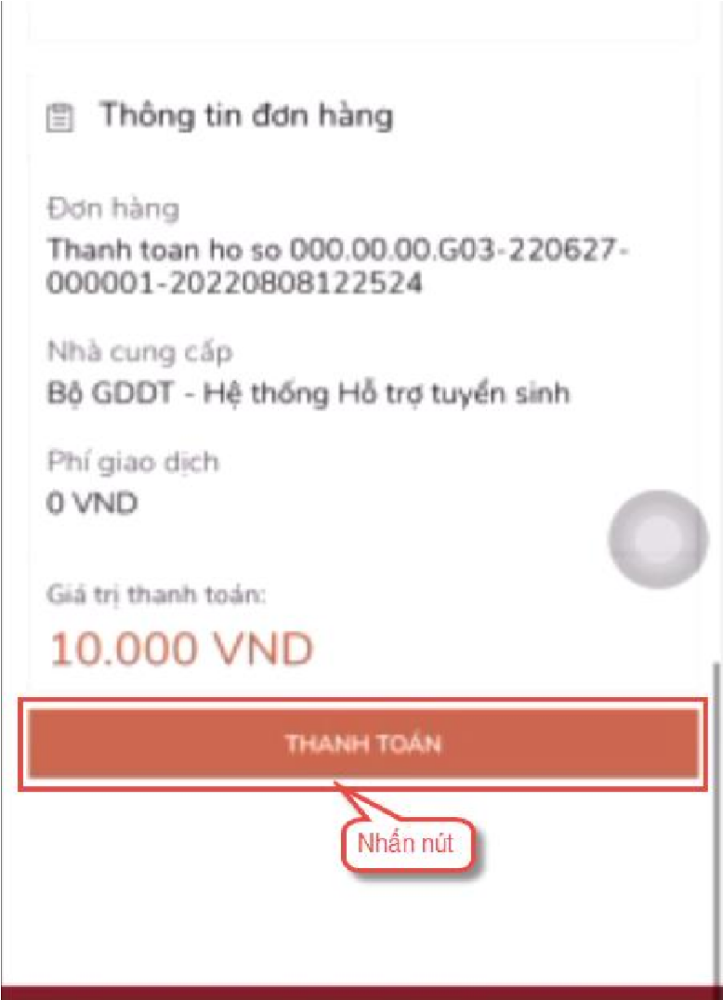 Thông tin đơn hàng
Đơn hàng
Thanh toan ho so 000.00.00.G03-220627-
000001-20220808122524
Nhà cung cấp
Bộ GDDT - Hệ thống Hỗ trợ tuyển sinh
Phí giao dịch
0 VND
Giá trị thanh toán:
10.000 VND
THANH TOÁN
Nhấn nút